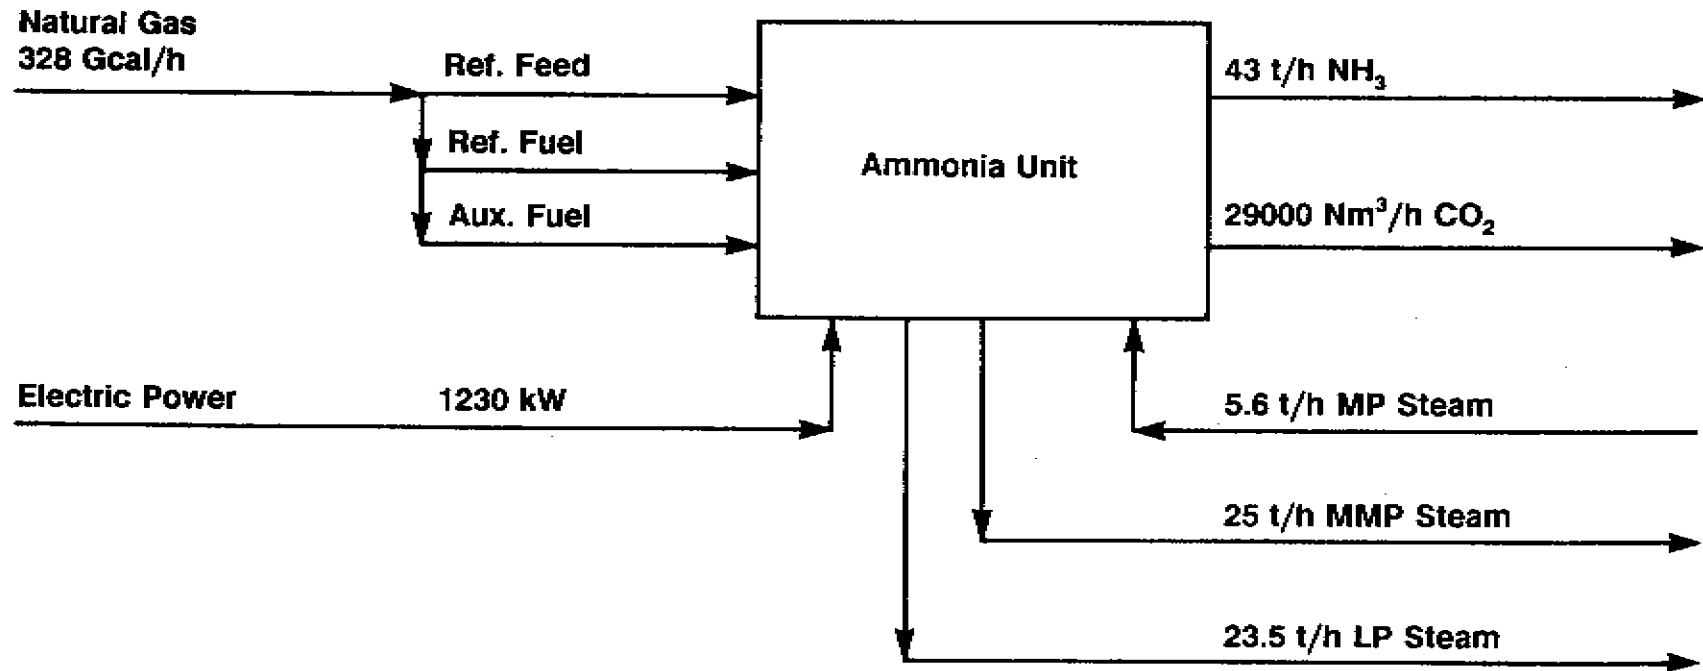 Natural Gas
328 Gcal/h
Ref. Feed
43 t/h NH₃
Ref. Fuel
Ammonia Unit
Aux. Fuel
29000 Nm³/h CO₂
Electric Power 1230 kW
5.6 t/h MP Steam
25 t/h MMP Steam
23.5 t/h LP Steam